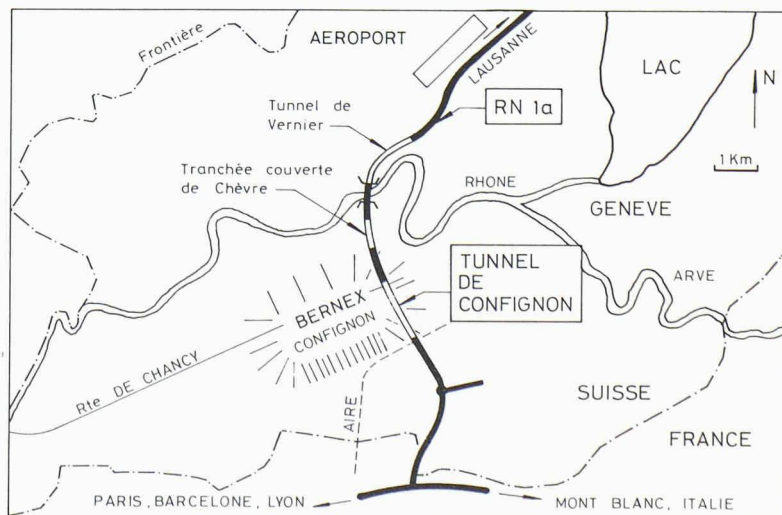 Frontière
AEROPORT
LAUSANNE
LAC
N
Tunnel de
Vernier
RN 1a
1 Km
Tranchée couverte
de Chèvre
RHONE
GENEVE
TUNNEL
DE
CONFIGNON
ARVE
BERNEX
CONFIGNON
Rte DE CHANCY
AIRE
SUISSE
FRANCE
PARIS, BARCELONE, LYON
MONT BLANC, ITALIE